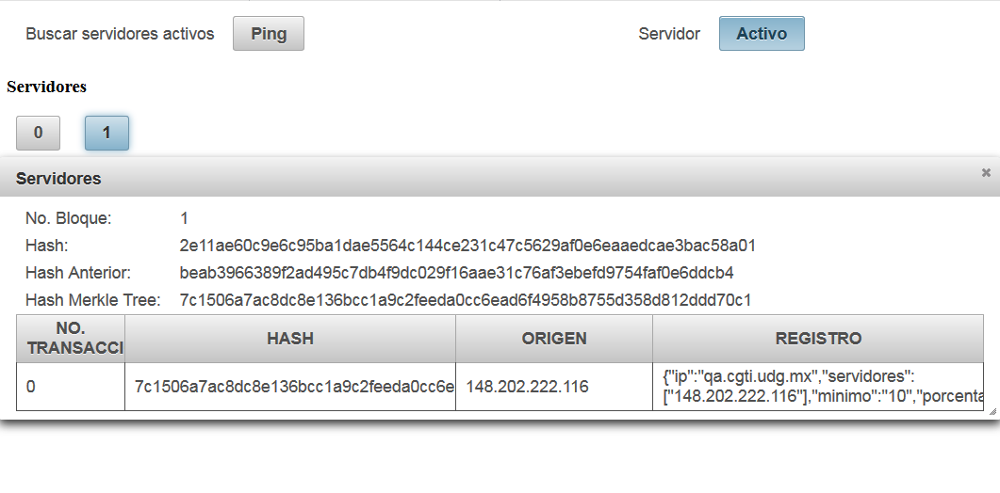 Buscar servidores activos Ping Servidor Activo
Servidores
0 1
Servidores
No. Bloque: 1
Hash: 2e11ae60c9e6c95ba1dae5564c144ce231c47c5629af0e6eaaedcae3bac58a01
Hash Anterior: beab3966389f2ad495c7db4f9dc029f16aae31c76af3ebefd9754faf0e6ddcb4
Hash Merkle Tree: 7c1506a7ac8dc8e136bcc1a9c2feeda0cc6ead6f4958b8755d358d812ddd70c1
NO. TRANSACCI HASH ORIGEN REGISTRO
0 7c1506a7ac8dc8e136bcc1a9c2feeda0cc6e 148.202.222.116 {"ip":"qa.cgti.udg.mx","servidores":
["148.202.222.116"],"minimo":"10","porcenta